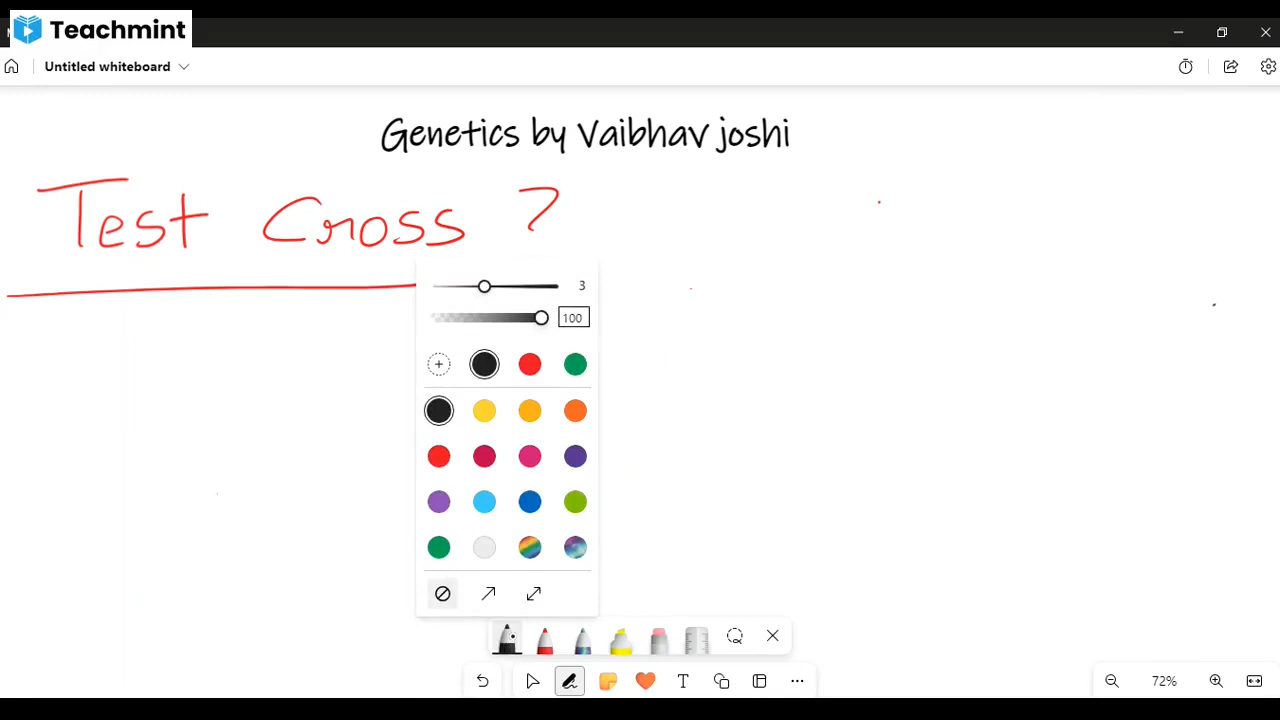 Teachmint
Untitled whiteboard
Genetics by Vaibhav joshi
Test Cross ?
3
100
72%